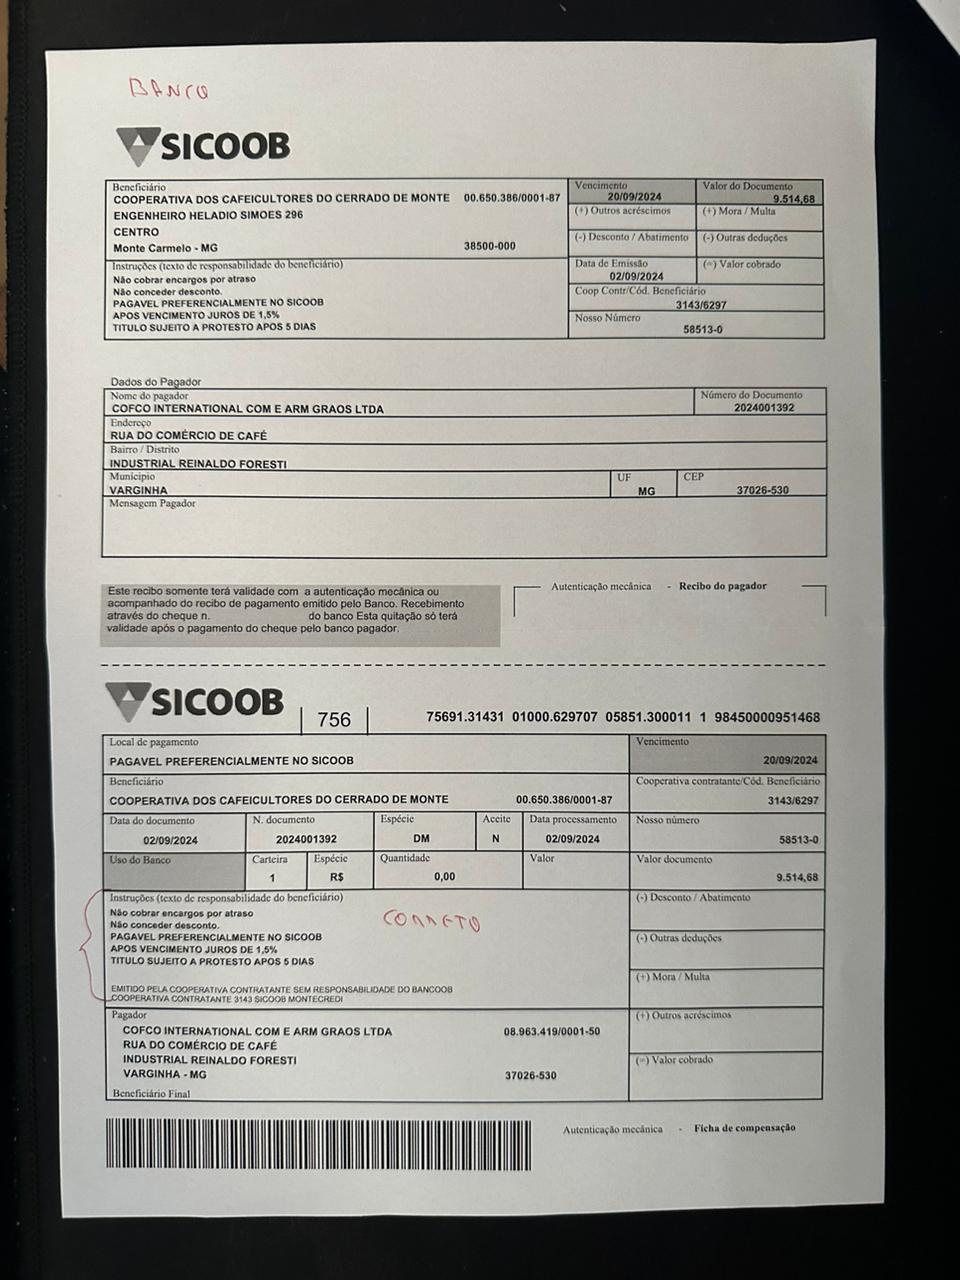 BANCO
SICOOB
Beneficiário
COOPERATIVA DOS CAFEICULTORES DO CERRADO DE MONTE 00.650.386/0001-87
ENGENHEIRO HELADIO SIMOES 296
CENTRO
Monte Carmelo - MG 38500-000
Vencimento
20/09/2024
Valor do Documento
9.514,68
(+) Outros acréscimos
(+) Mora / Multa
(-) Desconto / Abatimento
(-) Outras deduções
Instruções (texto de responsabilidade do beneficiário)
Não cobrar encargos por atraso
Não conceder desconto.
PAGAVEL PREFERENCIALMENTE NO SICOOB
APOS VENCIMENTO JUROS DE 1,5%
TITULO SUJEITO A PROTESTO APOS 5 DIAS
Data de Emissão
02/09/2024
(=) Valor cobrado
Coop Contr/Cód. Beneficiário
3143/6297
Nosso Número
58513-0
Dados do Pagador
Nome do pagador
COFCO INTERNATIONAL COM E ARM GRAOS LTDA
Número do Documento
2024001392
Endereço
RUA DO COMÉRCIO DE CAFÉ
Bairro / Distrito
INDUSTRIAL REINALDO FORESTI
Município
VARGINHA
UF
MG
CEP
37026-530
Mensagem Pagador
Este recibo somente terá validade com a autenticação mecânica ou
acompanhado do recibo de pagamento emitido pelo Banco. Recebimento
através do cheque n. do banco Esta quitação só terá
validade após o pagamento do cheque pelo banco pagador.
Autenticação mecânica - Recibo do pagador
SICOOB
756
75691.31431 01000.629707 05851.300011 1 98450000951468
Local de pagamento
PAGAVEL PREFERENCIALMENTE NO SICOOB
Vencimento
20/09/2024
Beneficiário
COOPERATIVA DOS CAFEICULTORES DO CERRADO DE MONTE 00.650.386/0001-87
Cooperativa contratante/Cód. Beneficiário
3143/6297
Data do documento
02/09/2024
N. documento
2024001392
Espécie
DM
Aceite
N
Data processamento
02/09/2024
Nosso número
58513-0
Uso do Banco
Carteira
1
Espécie
R$
Quantidade
0,00
Valor
Valor documento
9.514,68
Instruções (texto de responsabilidade do beneficiário)
Não cobrar encargos por atraso
Não conceder desconto.
PAGAVEL PREFERENCIALMENTE NO SICOOB
APOS VENCIMENTO JUROS DE 1,5%
TITULO SUJEITO A PROTESTO APOS 5 DIAS
EMITIDO PELA COOPERATIVA CONTRATANTE SEM RESPONSABILIDADE DO BANCOOB
COOPERATIVA CONTRATANTE 3143 SICOOB MONTECREDI
CORRETO
(-) Desconto / Abatimento
(-) Outras deduções
(+) Mora / Multa
Pagador
COFCO INTERNATIONAL COM E ARM GRAOS LTDA 08.963.419/0001-50
RUA DO COMÉRCIO DE CAFÉ
INDUSTRIAL REINALDO FORESTI
VARGINHA - MG 37026-530
Beneficiário Final
(+) Outros acréscimos
(=) Valor cobrado
Autenticação mecânica - Ficha de compensação